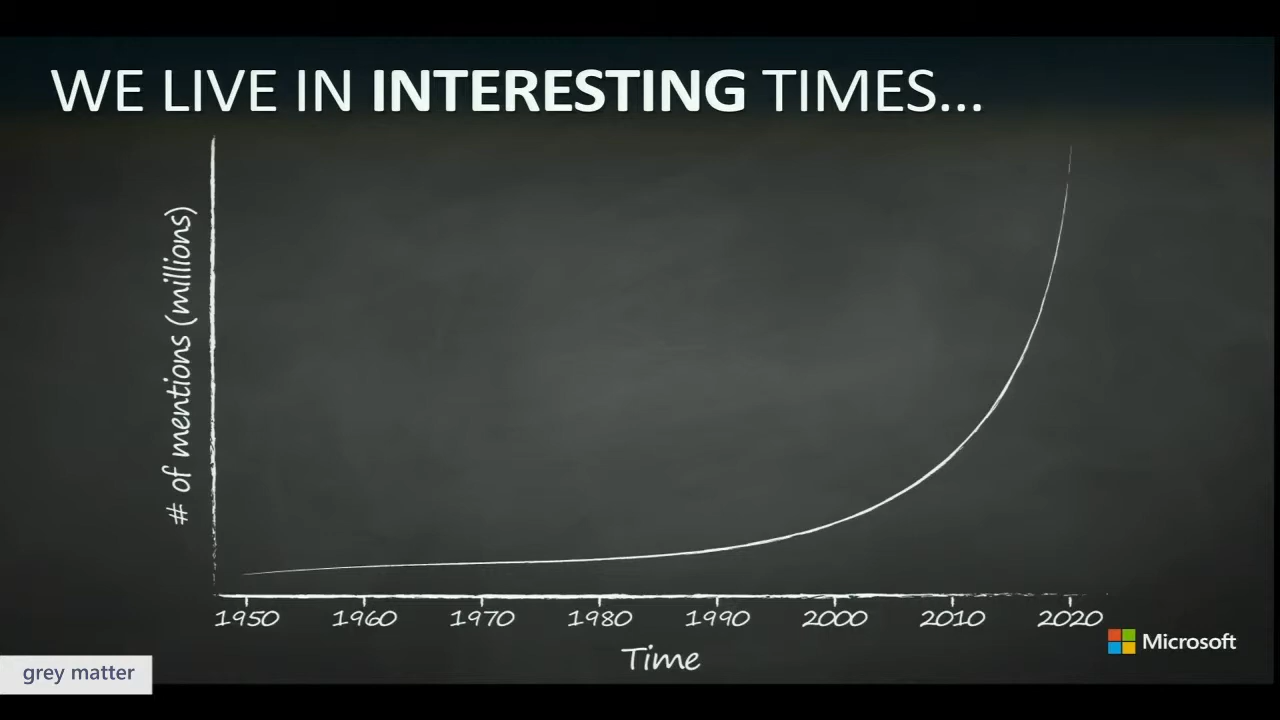 WE LIVE IN INTERESTING TIMES...
# of mentions (millions)
1950 1960 1970 1980 1990 2000 2010 2020
Time
Microsoft
grey matter